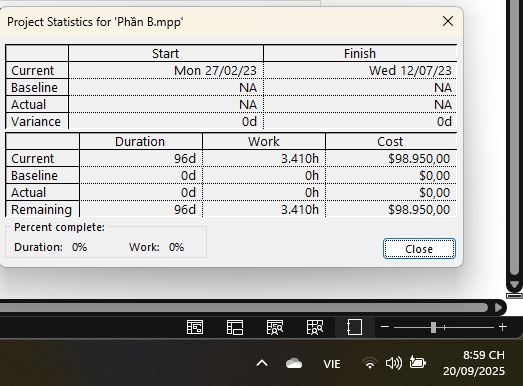 Project Statistics for 'Phần B.mpp'
Start Finish
Current Mon 27/02/23 Wed 12/07/23
Baseline NA NA
Actual NA NA
Variance 0d 0d
Duration Work Cost
Current 96d 3.410h $98.950,00
Baseline 0d 0h $0,00
Actual 0d 0h $0,00
Remaining 96d 3.410h $98.950,00
Percent complete:
Duration: 0% Work: 0%
Close
VIE
8:59 CH
20/09/2025